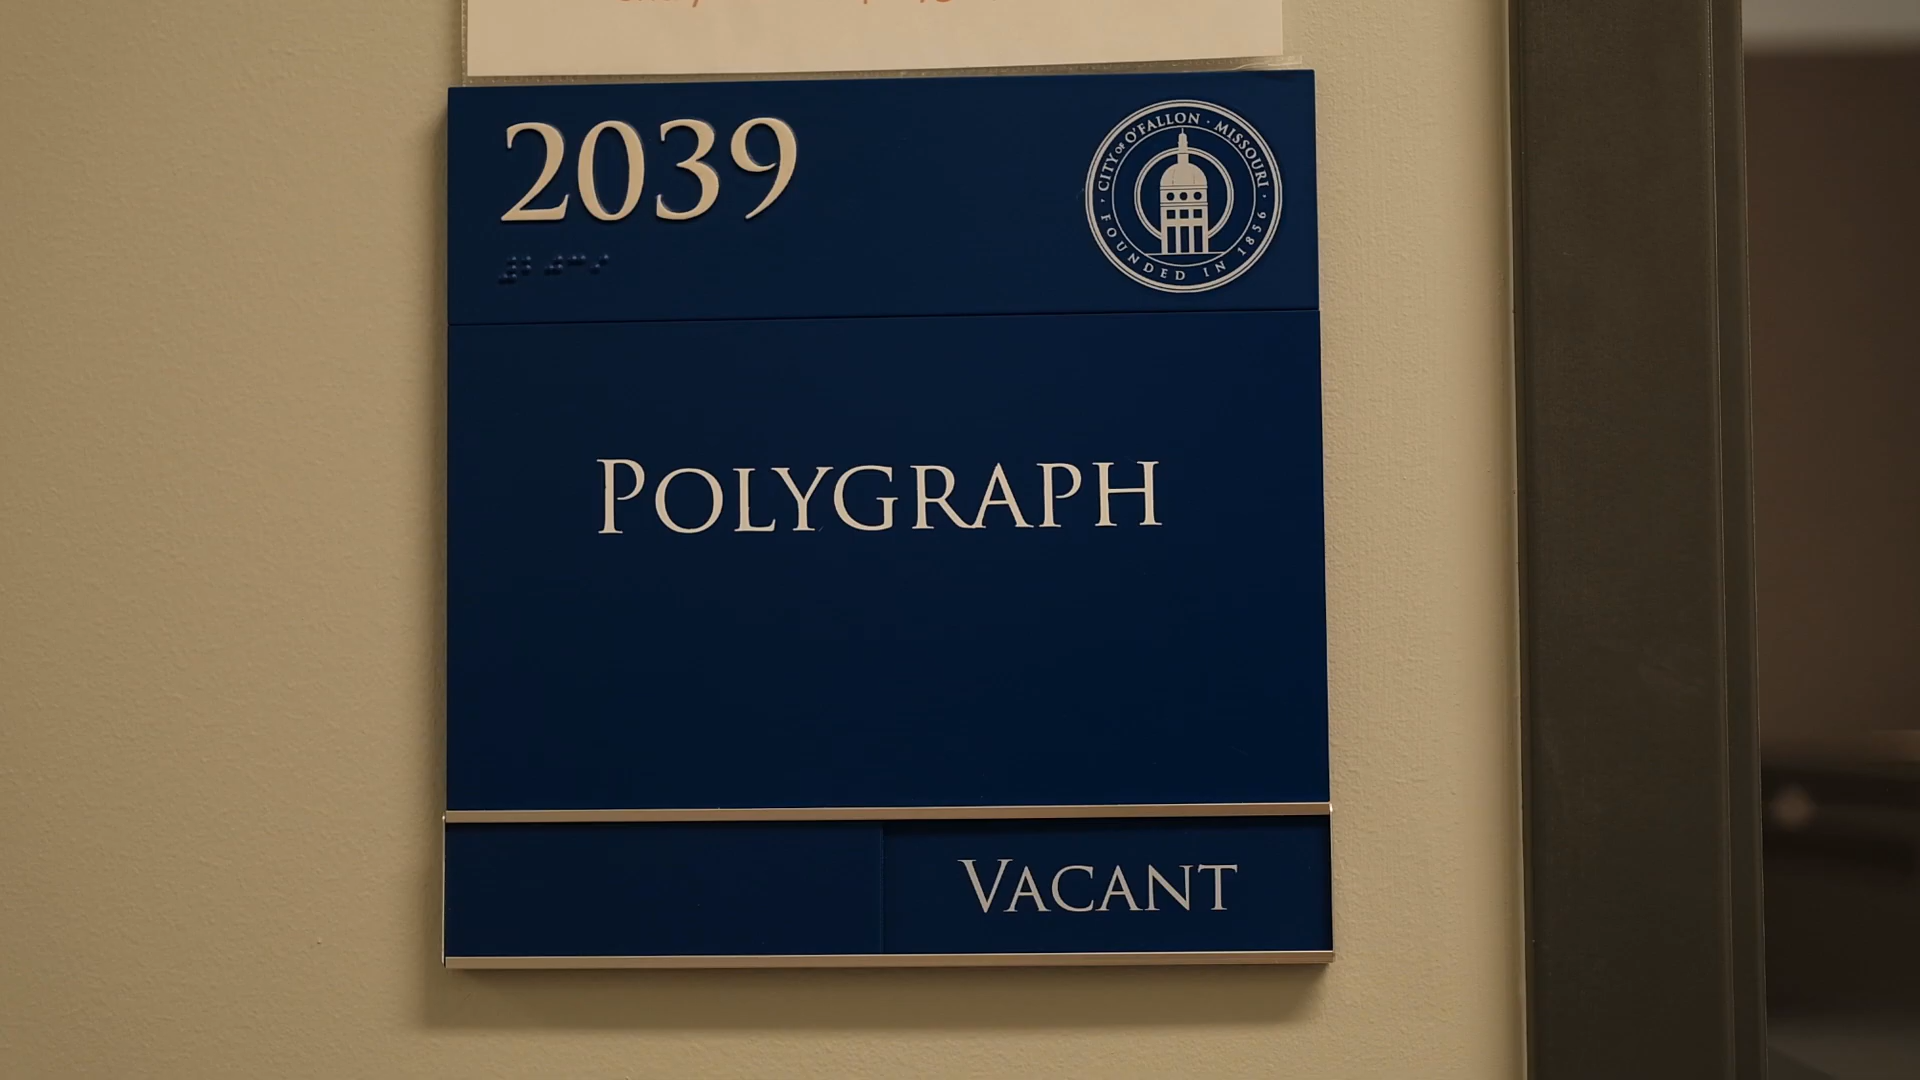 2039
CITY OF O'FALLON · MISSOURI ·
FOUNDED IN 1856
POLYGRAPH
VACANT